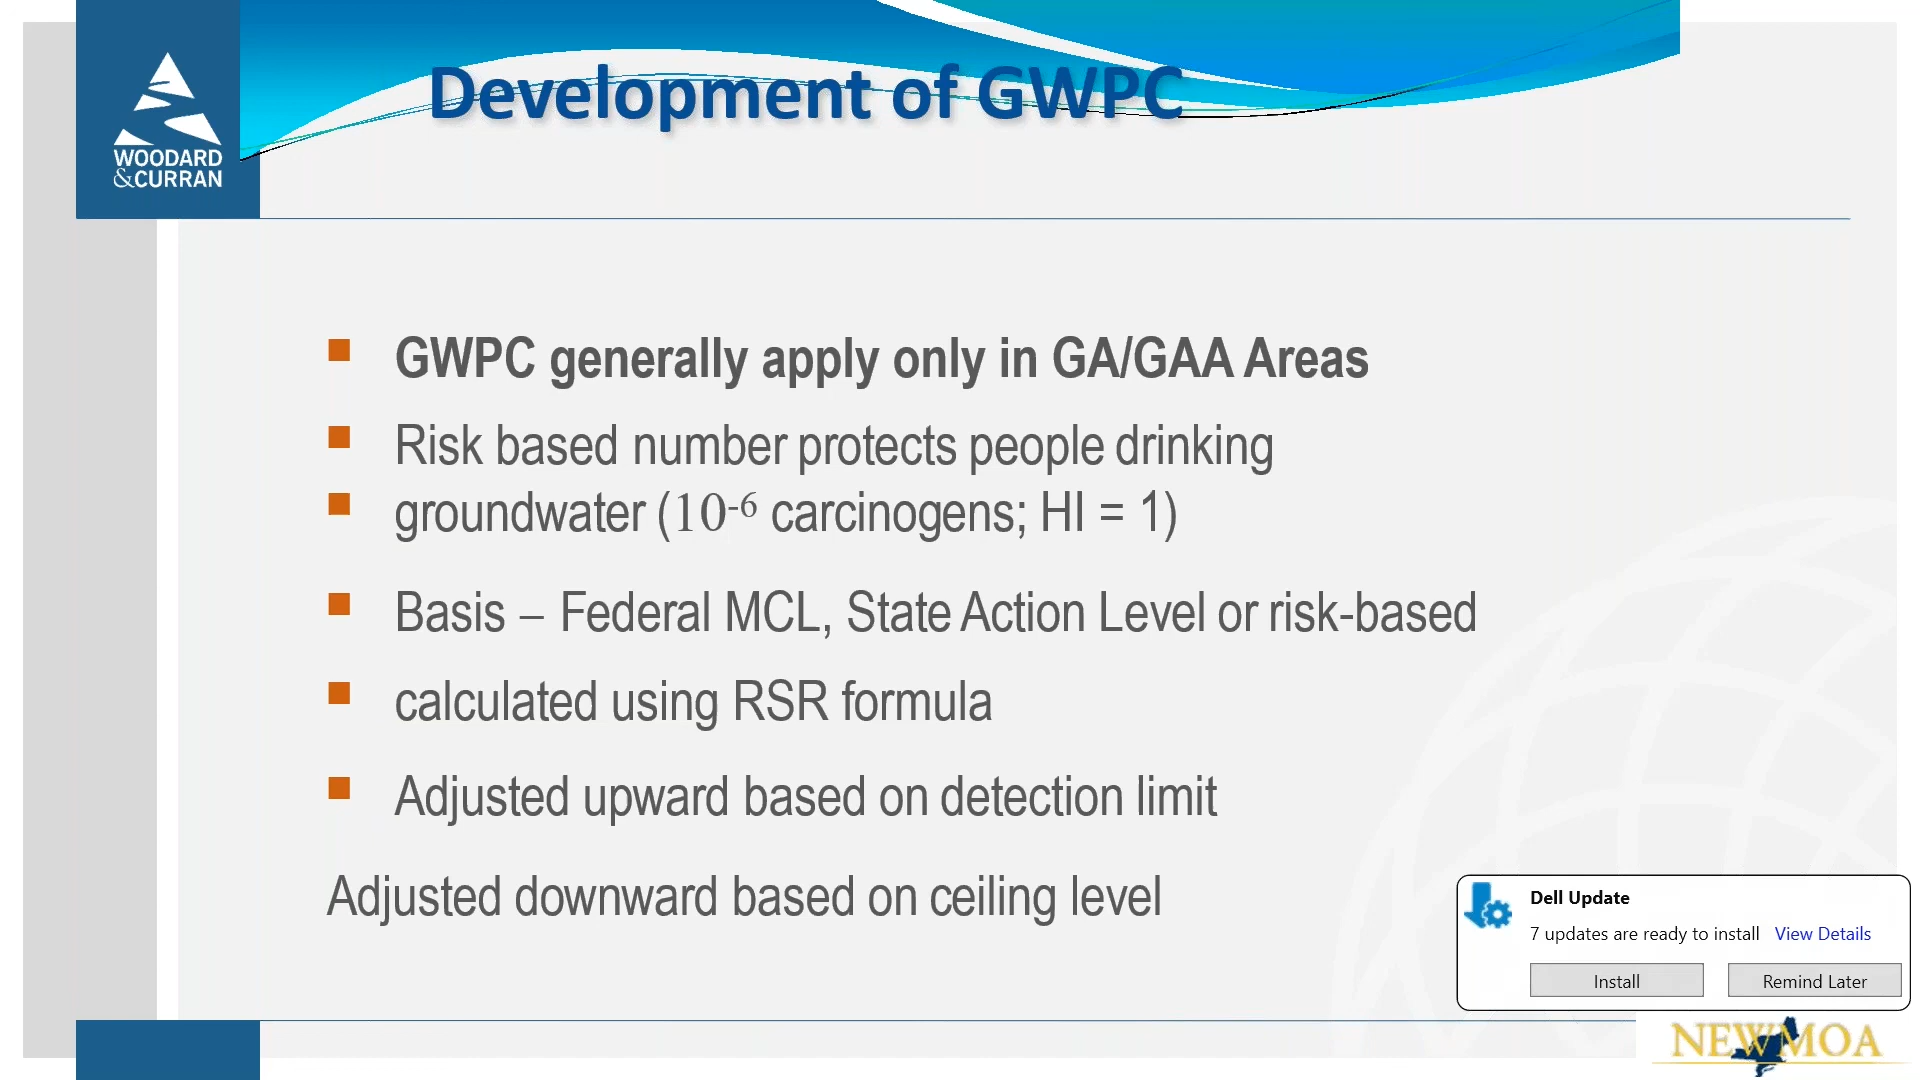 Development of GWPC
WOODARD
&CURRAN
GWPC generally apply only in GA/GAA Areas
Risk based number protects people drinking
groundwater (10-6 carcinogens; HI = 1)
Basis – Federal MCL, State Action Level or risk-based
calculated using RSR formula
Adjusted upward based on detection limit
Adjusted downward based on ceiling level
Dell Update
7 updates are ready to install View Details
Install Remind Later
NEWMOA